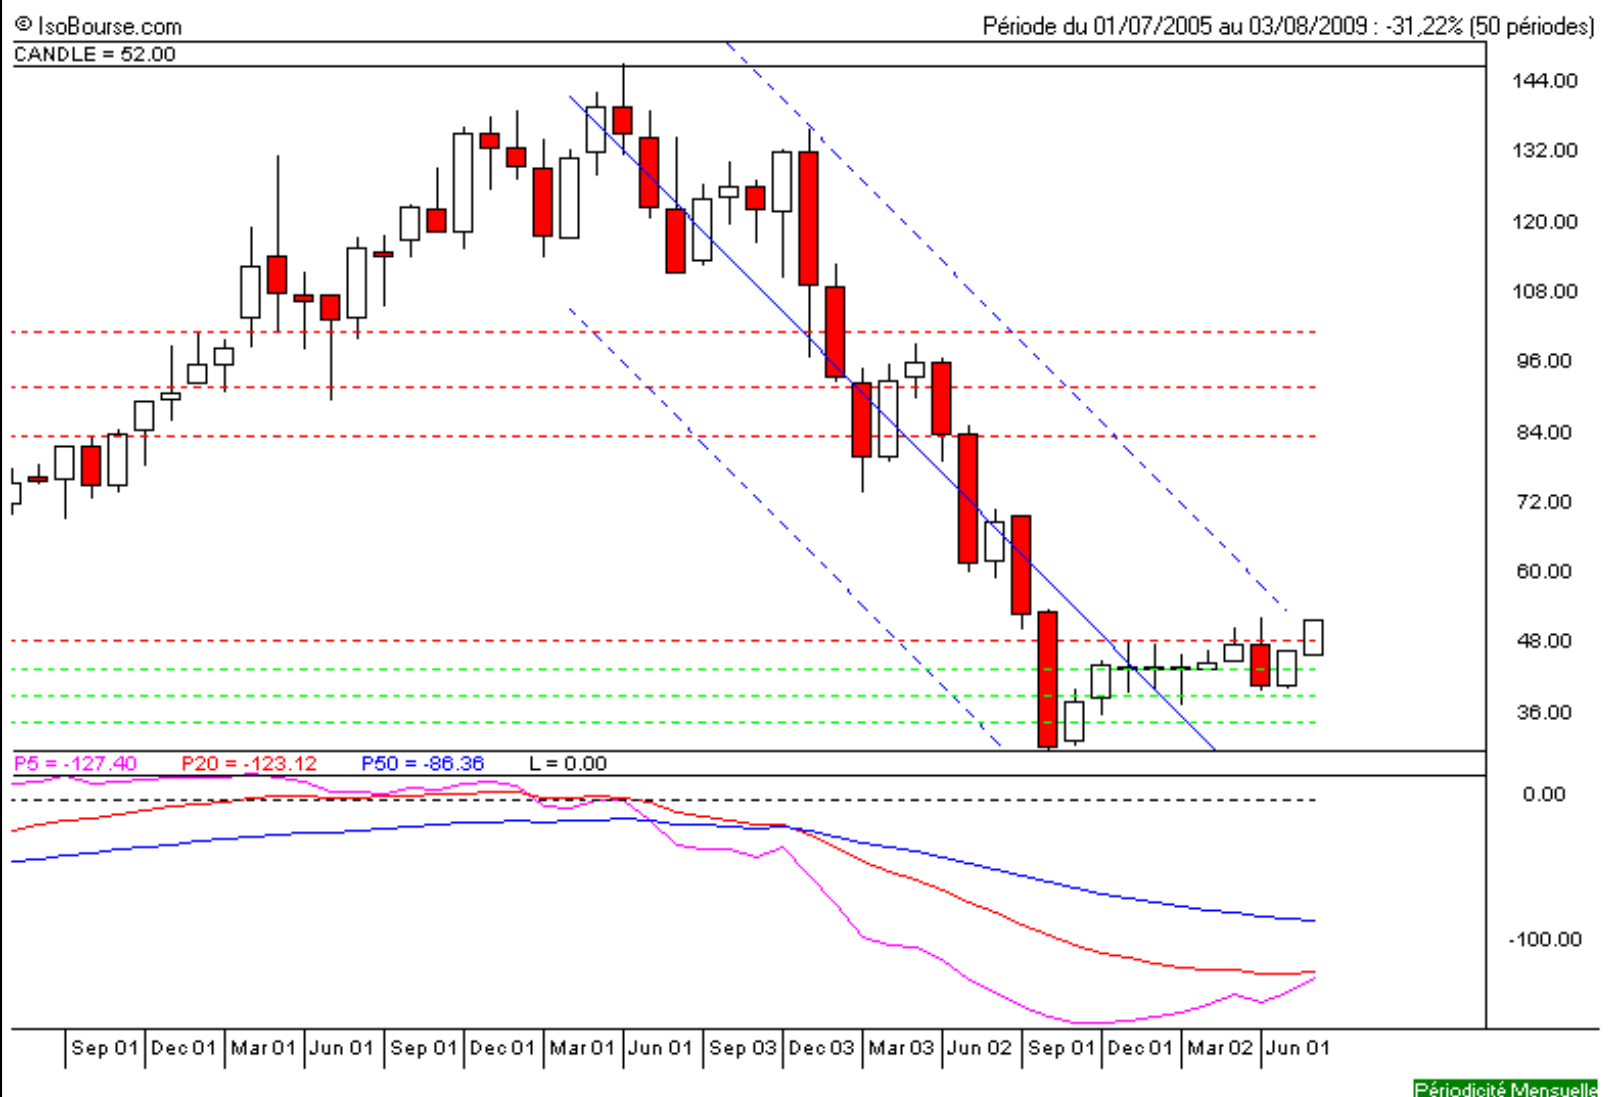 © IsoBourse.com
Période du 01/07/2005 au 03/08/2009 : -31,22% (50 périodes)
CANDLE = 52.00
144.00
132.00
120.00
108.00
96.00
84.00
72.00
60.00
48.00
36.00
P5 = -127.40 P20 = -123.12 P50 = -86.36 L = 0.00
0.00
-100.00
Sep 01 Dec 01 Mar 01 Jun 01 Sep 01 Dec 01 Mar 01 Jun 01 Sep 03 Dec 03 Mar 03 Jun 02 Sep 01 Dec 01 Mar 02 Jun 01
Périodicité Mensuelle